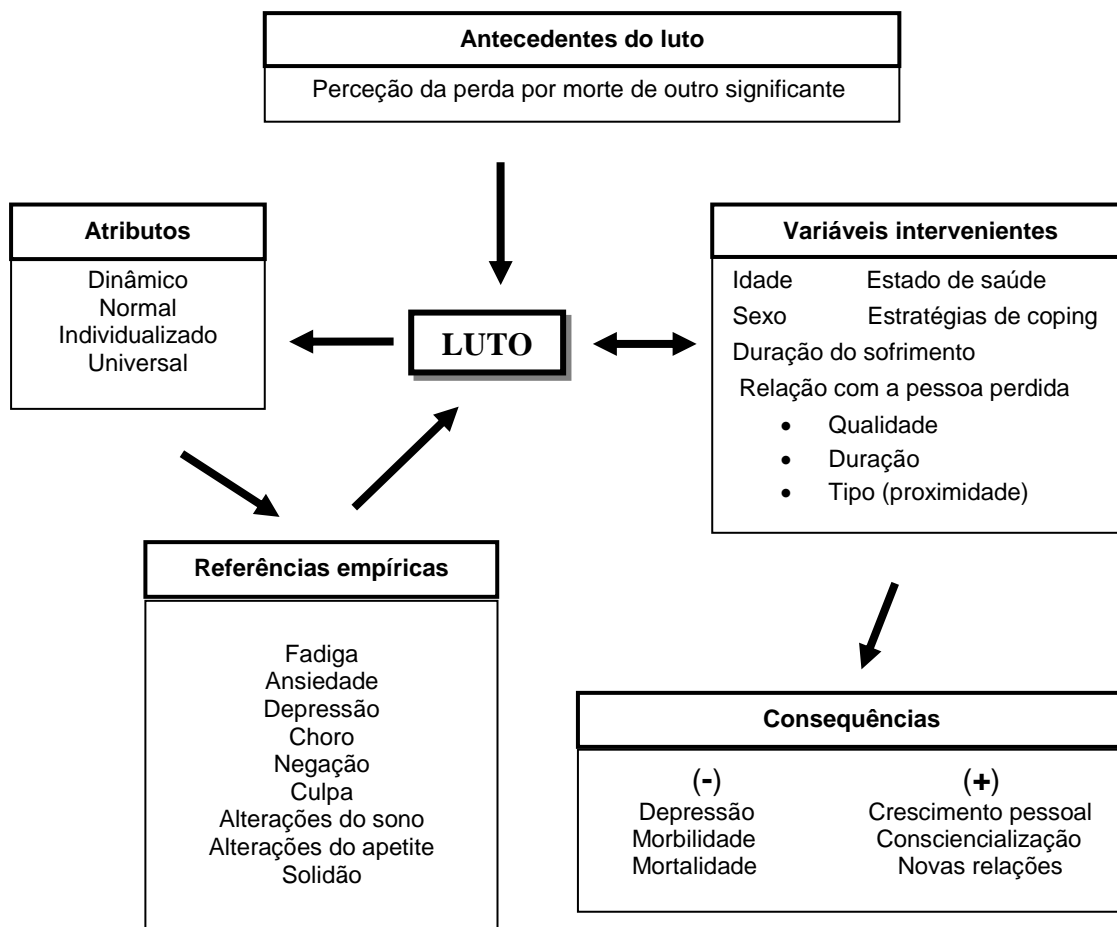 Antecedentes do luto
Perceção da perda por morte de outro significante
Atributos
Dinâmico
Normal
Individualizado
Universal
LUTO
Variáveis intervenientes
Idade Estado de saúde
Sexo Estratégias de coping
Duração do sofrimento
Relação com a pessoa perdida
• Qualidade
• Duração
• Tipo (proximidade)
Referências empíricas
Fadiga
Ansiedade
Depressão
Choro
Negação
Culpa
Alterações do sono
Alterações do apetite
Solidão
Consequências
(-) (+)
Depressão Crescimento pessoal
Morbilidade Consciencialização
Mortalidade Novas relações